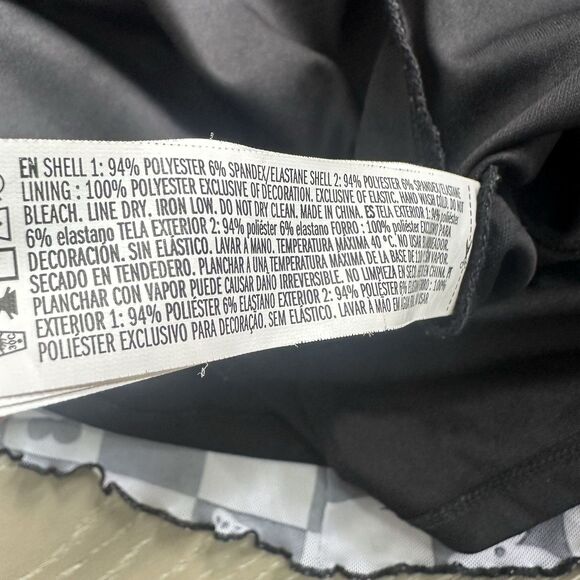 EN SHELL 1: 94% POLYESTER 6% SPANDEX/ELASTANE SHELL 2: 94% POLYESTER 6% SPANDEX/ELASTANE
LINING : 100% POLYESTER EXCLUSIVE OF DECORATION. EXCLUSIVE OF ELASTIC. HAND WASH COLD. DO NOT
BLEACH. LINE DRY. IRON LOW. DO NOT DRY CLEAN. MADE IN CHINA. ES TELA EXTERIOR 1: 94% poliéster
6% elastano TELA EXTERIOR 2: 94% poliéster 6% elastano FORRO : 100% poliéster EXCLUSIVO PARA
DECORACIÓN. SIN ELÁSTICO. LAVAR A MANO. TEMPERATURA MÁXIMA 40 °C. NO USAR BLANQUEADOR.
SECADO EN TENDEDERO. PLANCHAR A UNA TEMPERATURA MÁXIMA DE LA BASE DE 110 CON VAPOR
PLANCHAR CON VAPOR PUEDE CAUSAR DAÑO IRREVERSIBLE. NO LIMPIEZA EN SECO. CHINA. PT
EXTERIOR 1: 94% POLIÉSTER 6% ELASTANO EXTERIOR 2: 94% POLIÉSTER 6% 100%
POLIÉSTER EXCLUSIVO PARA DECORAÇÃO. SEM ELÁSTICO. LAVAR À MÃO NO MÁXIMO A USAR